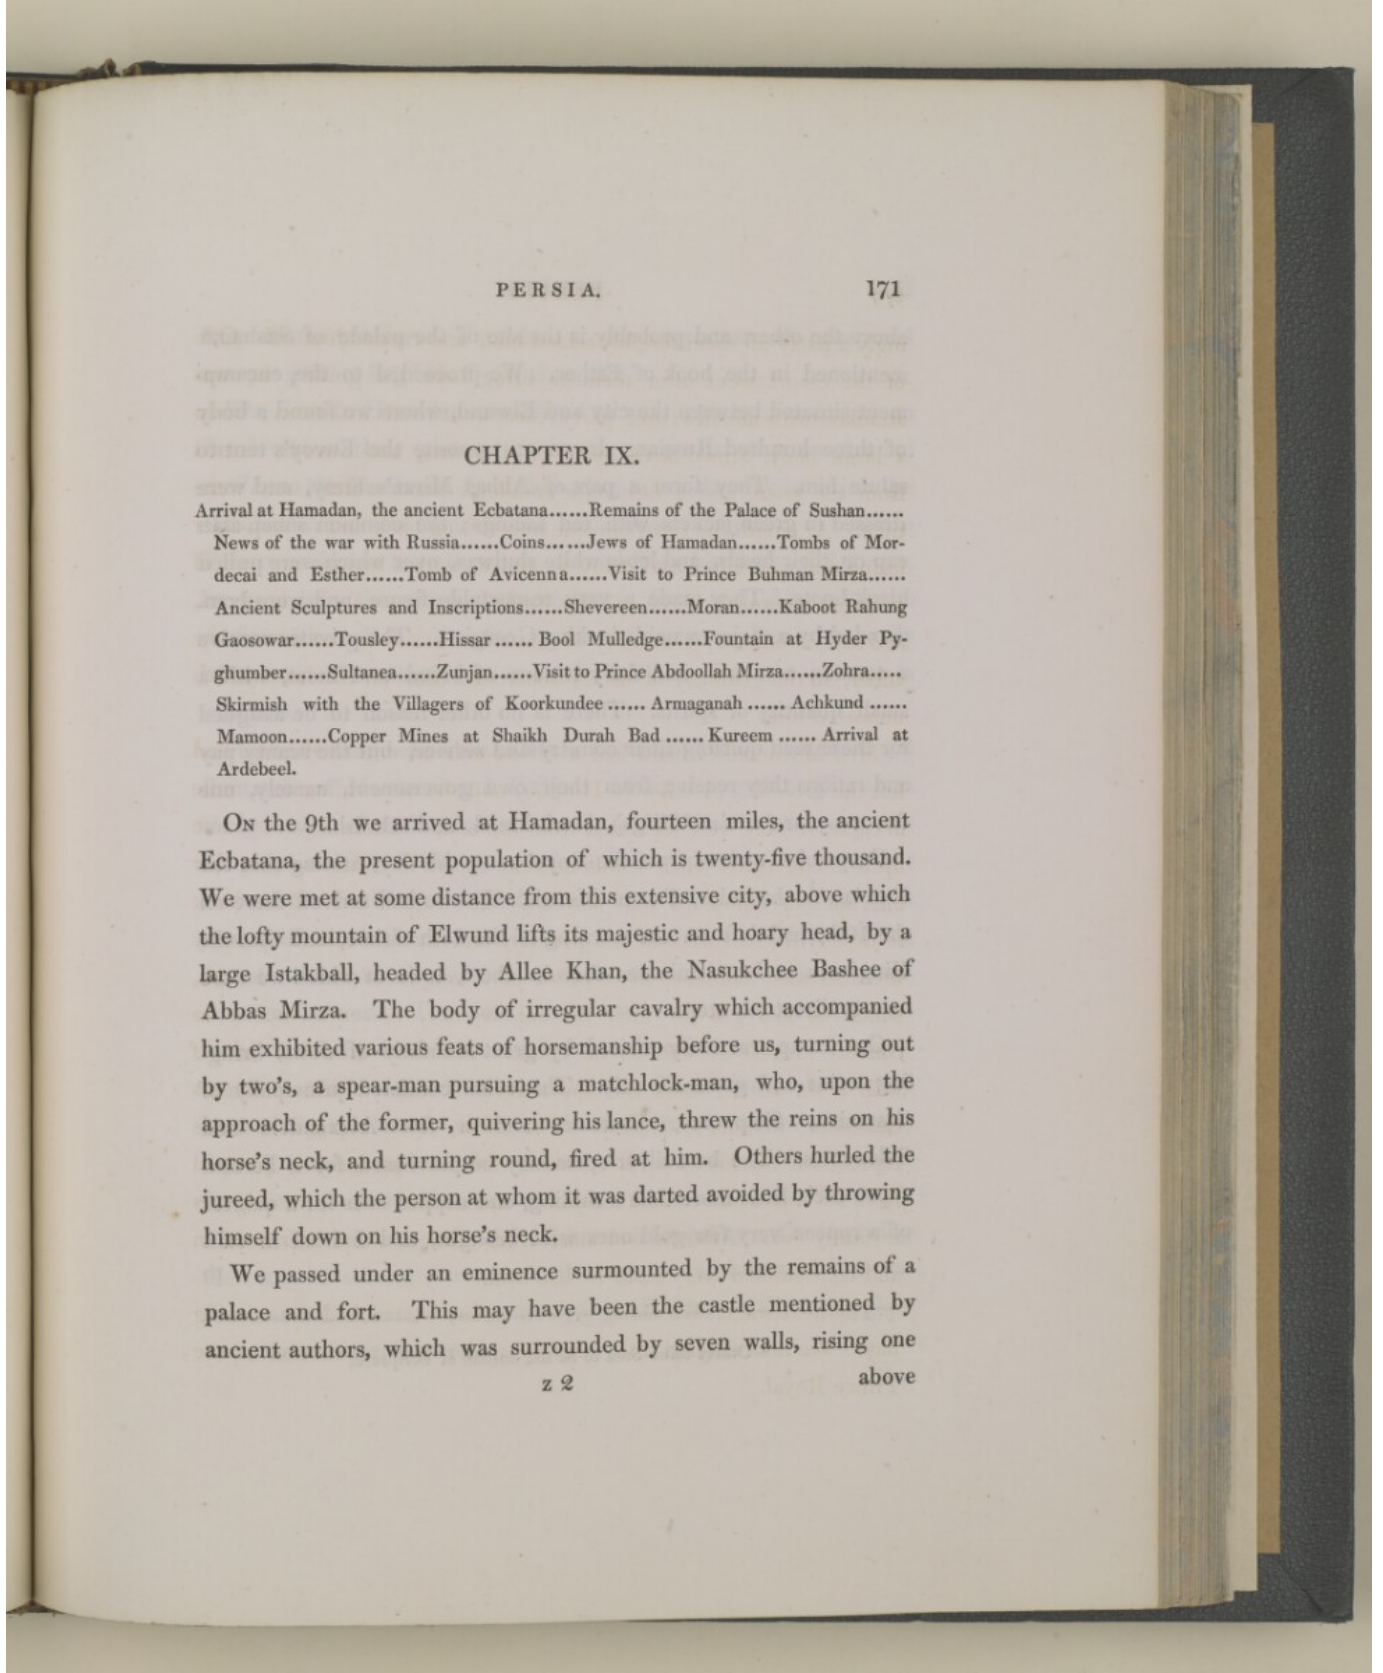 PERSIA. 171
CHAPTER IX.
Arrival at Hamadan, the ancient Ecbatana......Remains of the Palace of Sushan......
News of the war with Russia......Coins......Jews of Hamadan......Tombs of Mor-
decai and Esther......Tomb of Avicenna......Visit to Prince Buhman Mirza......
Ancient Sculptures and Inscriptions......Shevereen......Moran......Kaboot Rahung
Gaosowar......Tousley......Hissar...... Bool Mulledge......Fountain at Hyder Py-
ghumber......Sultanea......Zunjan......Visit to Prince Abdoollah Mirza......Zohra.....
Skirmish with the Villagers of Koorkundee ...... Armaganah ...... Achkund ......
Mamoon......Copper Mines at Shaikh Durah Bad ...... Kureem ...... Arrival at
Ardebeel.
On the 9th we arrived at Hamadan, fourteen miles, the ancient
Ecbatana, the present population of which is twenty-five thousand.
We were met at some distance from this extensive city, above which
the lofty mountain of Elwund lifts its majestic and hoary head, by a
large Istakball, headed by Allee Khan, the Nasukchee Bashee of
Abbas Mirza. The body of irregular cavalry which accompanied
him exhibited various feats of horsemanship before us, turning out
by two's, a spear-man pursuing a matchlock-man, who, upon the
approach of the former, quivering his lance, threw the reins on his
horse's neck, and turning round, fired at him. Others hurled the
jureed, which the person at whom it was darted avoided by throwing
himself down on his horse's neck.
We passed under an eminence surmounted by the remains of a
palace and fort. This may have been the castle mentioned by
ancient authors, which was surrounded by seven walls, rising one
z 2 above